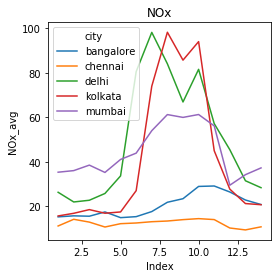 NOx
city
bangalore
chennai
delhi
kolkata
mumbai
NOx_avg
100
80
60
40
20
2.5 5.0 7.5 10.0 12.5
Index